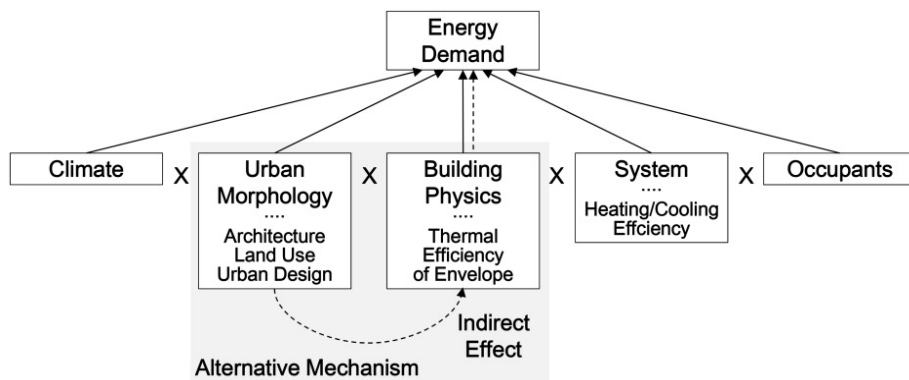 Energy
Demand
Climate
X
Urban
Morphology
....
Architecture
Land Use
Urban Design
X
Building
Physics
....
Thermal
Efficiency
of Envelope
X
System
....
Heating/Cooling
Effciency
X
Occupants
Indirect
Effect
Alternative Mechanism